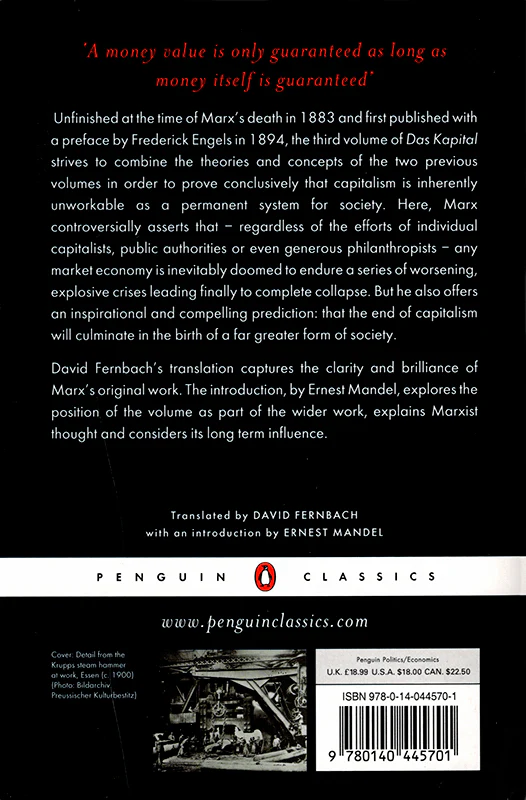 'A money value is only guaranteed as long as
money itself is guaranteed'
Unfinished at the time of Marx's death in 1883 and first published with
a preface by Frederick Engels in 1894, the third volume of Das Kapital
strives to combine the theories and concepts of the two previous
volumes in order to prove conclusively that capitalism is inherently
unworkable as a permanent system for society. Here, Marx
controversially asserts that – regardless of the efforts of individual
capitalists, public authorities or even generous philanthropists – any
market economy is inevitably doomed to endure a series of worsening,
explosive crises leading finally to complete collapse. But he also offers
an inspirational and compelling prediction: that the end of capitalism
will culminate in the birth of a far greater form of society.
David Fernbach's translation captures the clarity and brilliance of
Marx's original work. The introduction, by Ernest Mandel, explores the
position of the volume as part of the wider work, explains Marxist
thought and considers its long term influence.
Translated by DAVID FERNBACH
with an introduction by ERNEST MANDEL
PENGUIN CLASSICS
www.penguinclassics.com
Cover: Detail from the
Krupps steam hammer
at work, Essen (c. 1900)
(Photo: Bildarchiv
Preussischer Kulturbestitz)
Penguin Politics/Economics
U.K. £18.99 U.S.A. $18.00 CAN. $22.50
ISBN 978-0-14-044570-1
9 780140 445701